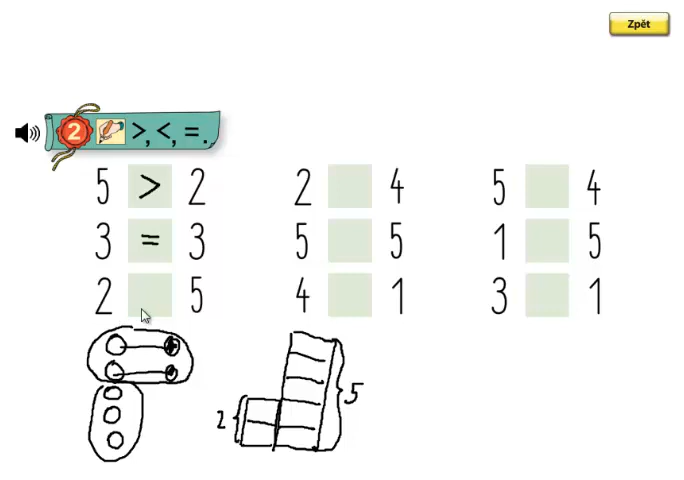 Zpět
2 >, <, =.
5 > 2 2 4 5 4
3 = 3 5 5 1 5
2 5 4 1 3 1
2 5